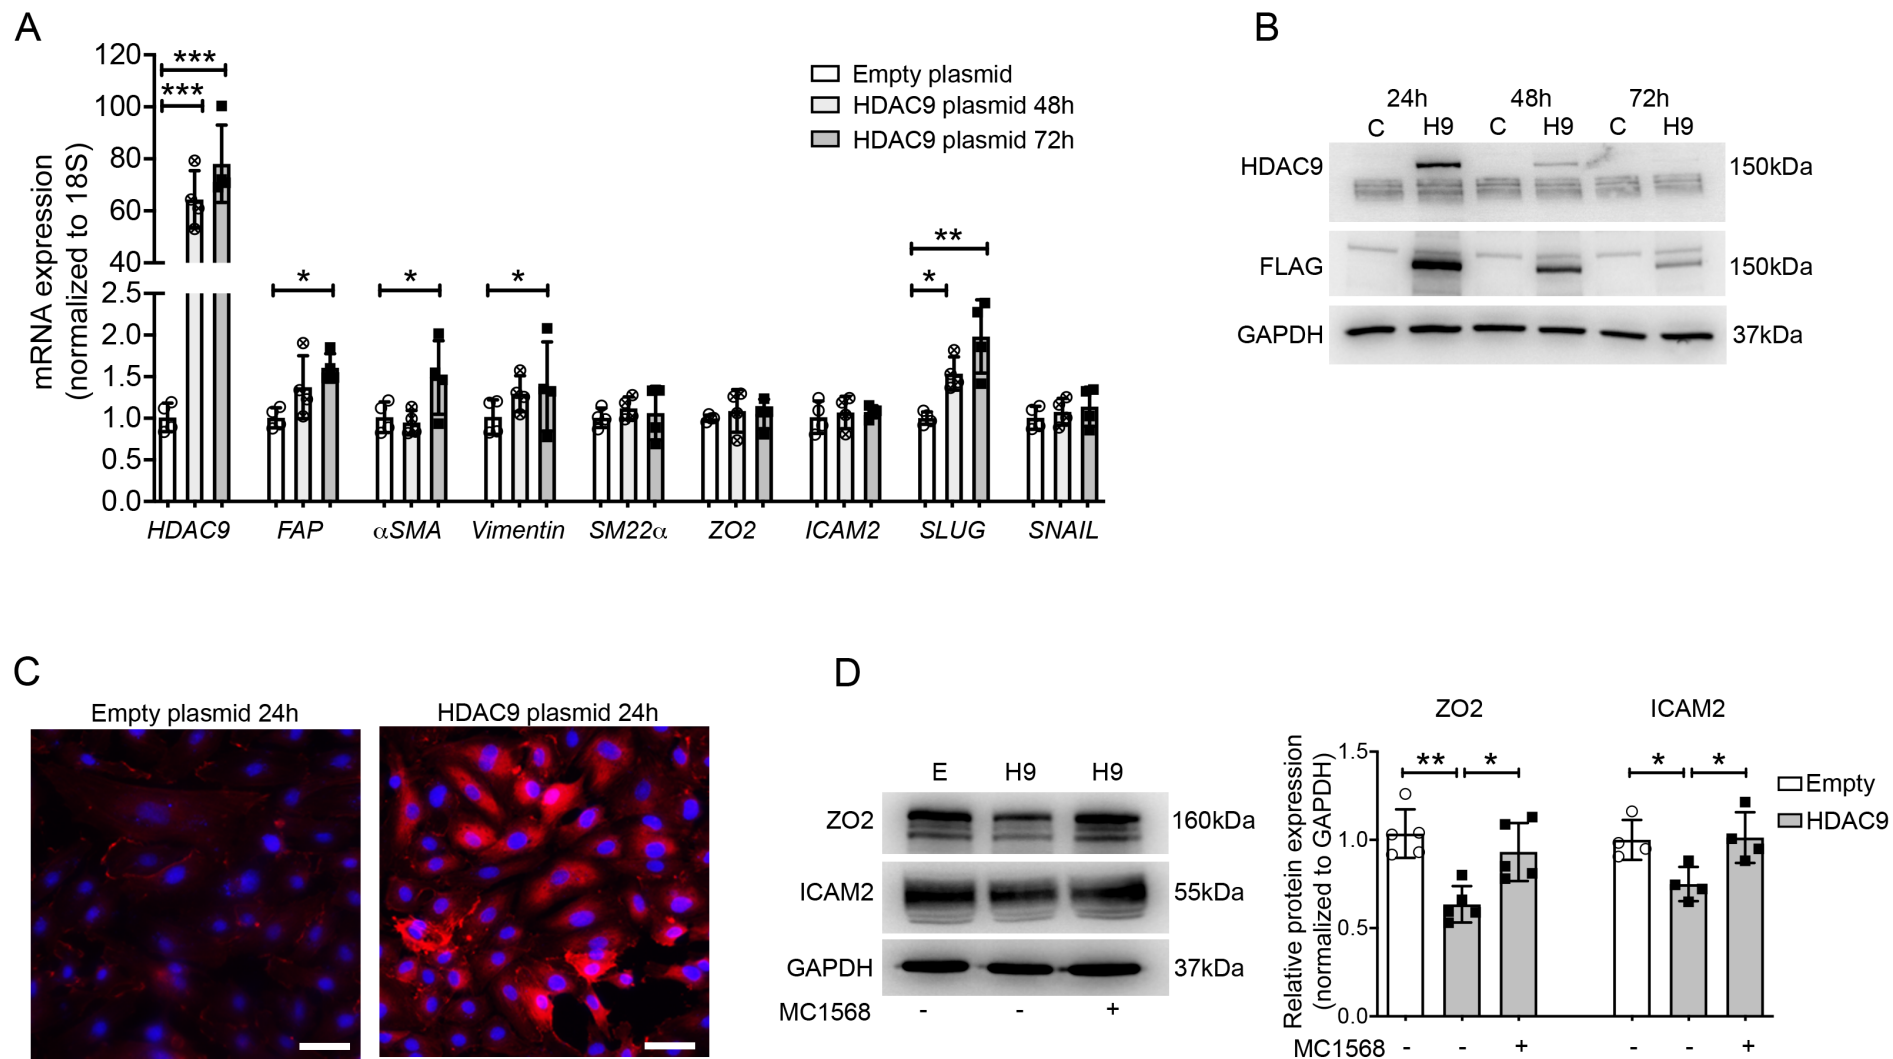 A
mRNA expression
(normalized to 18S)
120
100
80
60
40
2.5
2.0
1.5
1.0
0.5
0.0
***
***
*
*
*
*
**
Empty plasmid
HDAC9 plasmid 48h
HDAC9 plasmid 72h
HDAC9 FAP αSMA Vimentin SM22α ZO2 ICAM2 SLUG SNAIL
B
24h 48h 72h
C H9 C H9 C H9
HDAC9 150kDa
FLAG 150kDa
GAPDH 37kDa
C
Empty plasmid 24h HDAC9 plasmid 24h
D
E H9 H9
ZO2 160kDa
ICAM2 55kDa
GAPDH 37kDa
MC1568 - - +
Relative protein expression
(normalized to GAPDH)
ZO2 ICAM2
1.5
1.0
0.5
0.0
** * * *
Empty
HDAC9
MC1568 - - + - - +